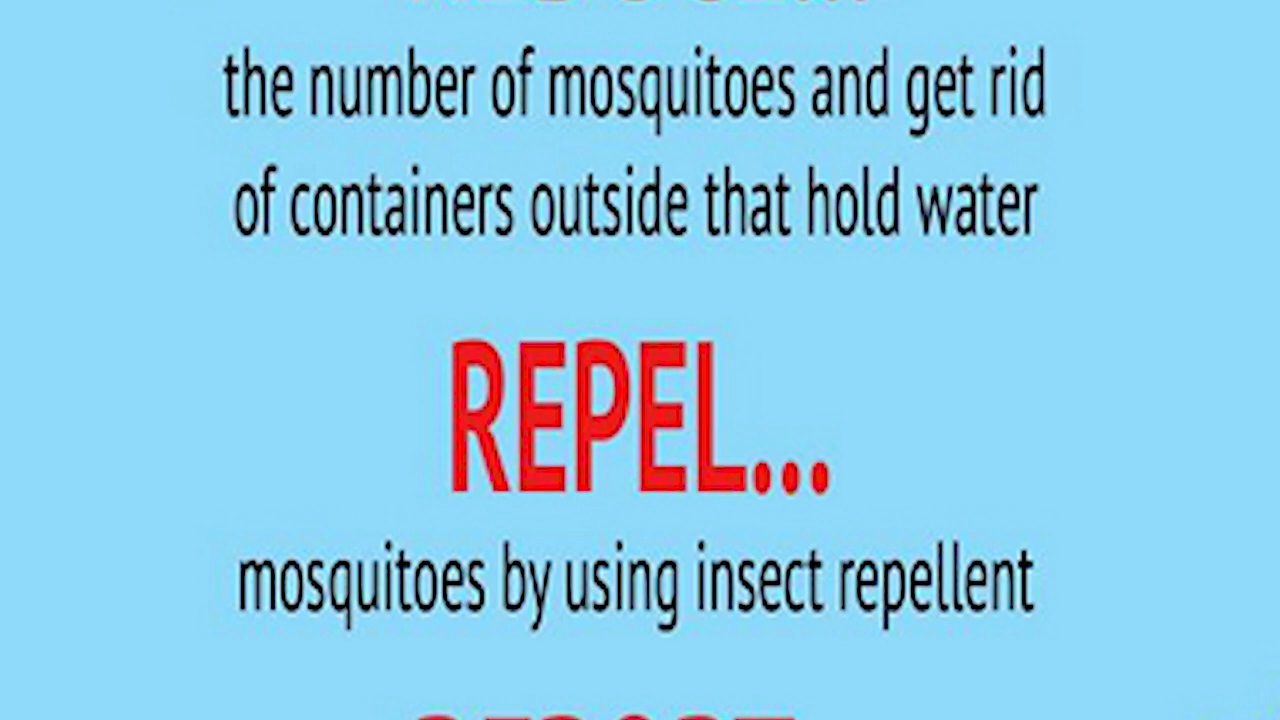 the number of mosquitoes and get rid
of containers outside that hold water
REPEL...
mosquitoes by using insect repellent